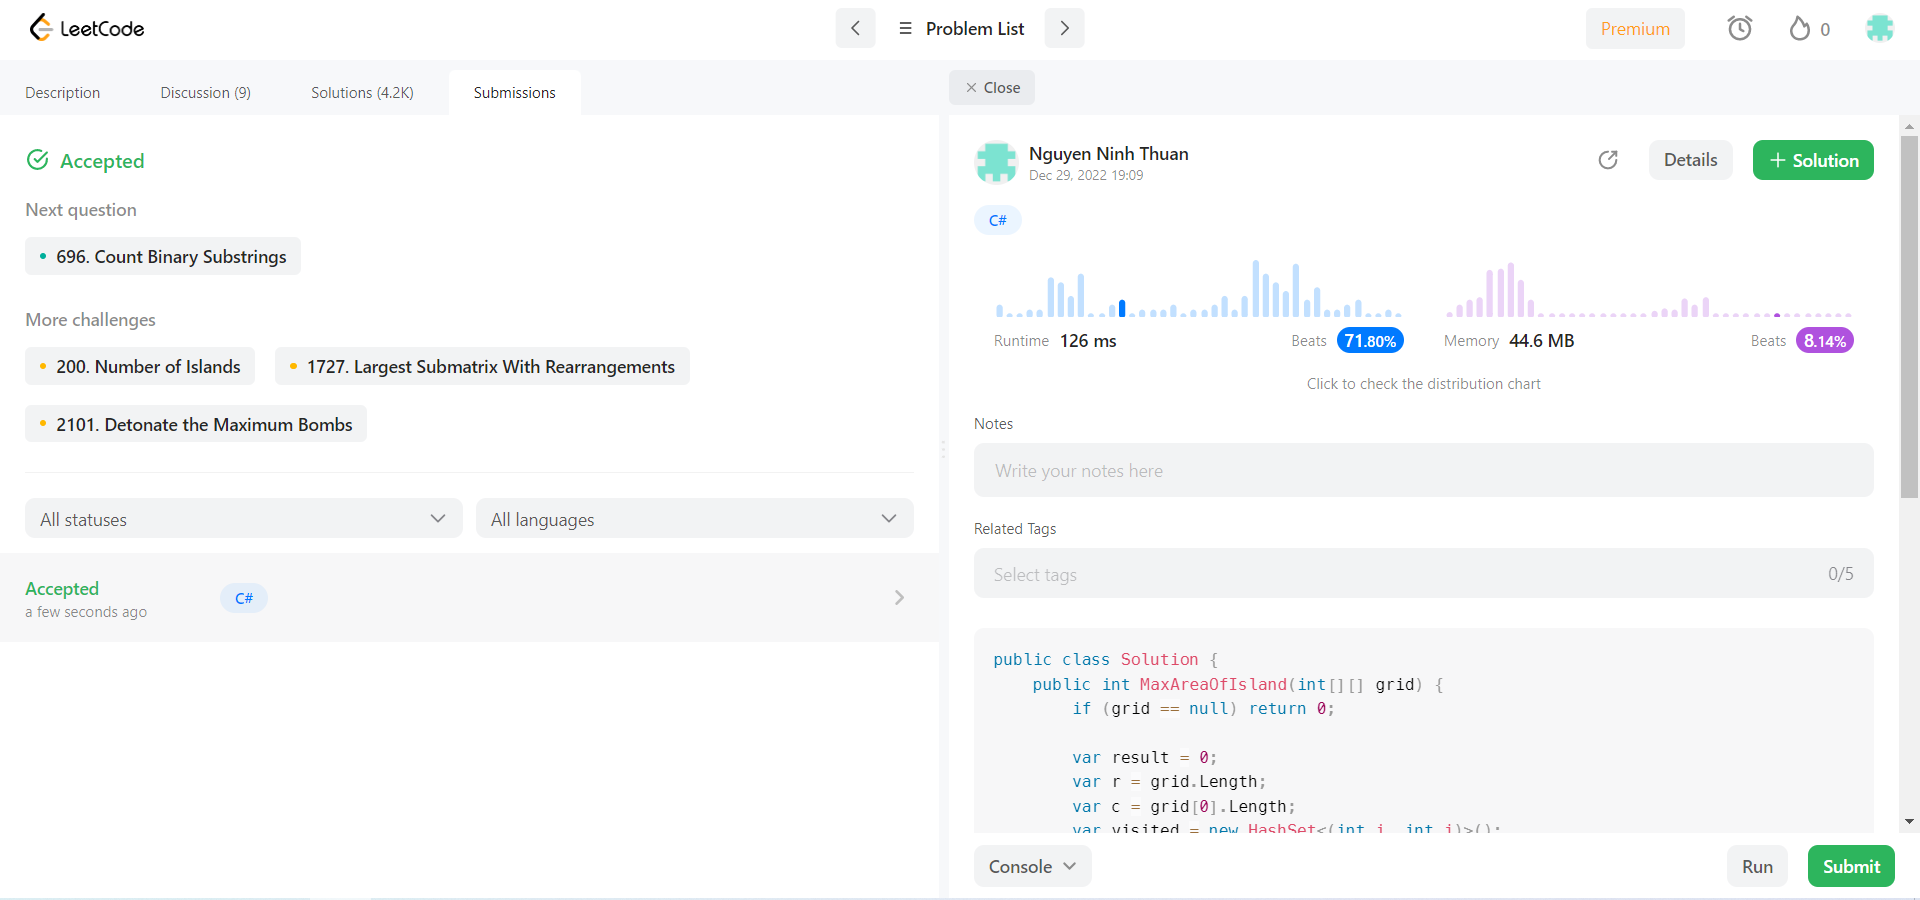 LeetCode
Problem List
Premium
0
Description
Discussion (9)
Solutions (4.2K)
Submissions
Close
Accepted
Next question
696. Count Binary Substrings
More challenges
200. Number of Islands
1727. Largest Submatrix With Rearrangements
2101. Detonate the Maximum Bombs
All statuses
All languages
Accepted
a few seconds ago
C#
Nguyen Ninh Thuan
Dec 29, 2022 19:09
Details
+ Solution
C#
Runtime 126 ms
Beats 71.80%
Memory 44.6 MB
Beats 8.14%
Click to check the distribution chart
Notes
Write your notes here
Related Tags
Select tags
0/5
public class Solution {
    public int MaxAreaOfIsland(int[][] grid) {
        if (grid == null) return 0;
        var result = 0;
        var r = grid.Length;
        var c = grid[0].Length;
        var visited = new HashSet<(int i, int j)>();
Console
Run
Submit